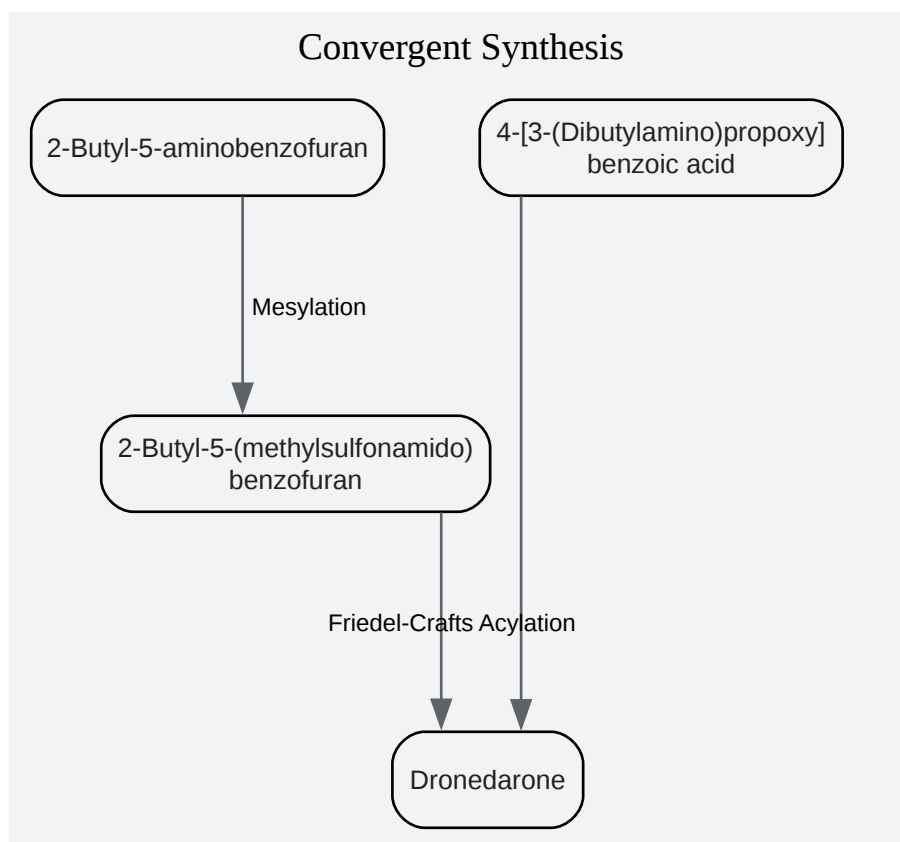 Convergent Synthesis
2-Butyl-5-aminobenzofuran
4-[3-(Dibutylamino)propoxy]
benzoic acid
Mesylation
2-Butyl-5-(methylsulfonamido)
benzofuran
Friedel-Crafts Acylation
Dronedarone